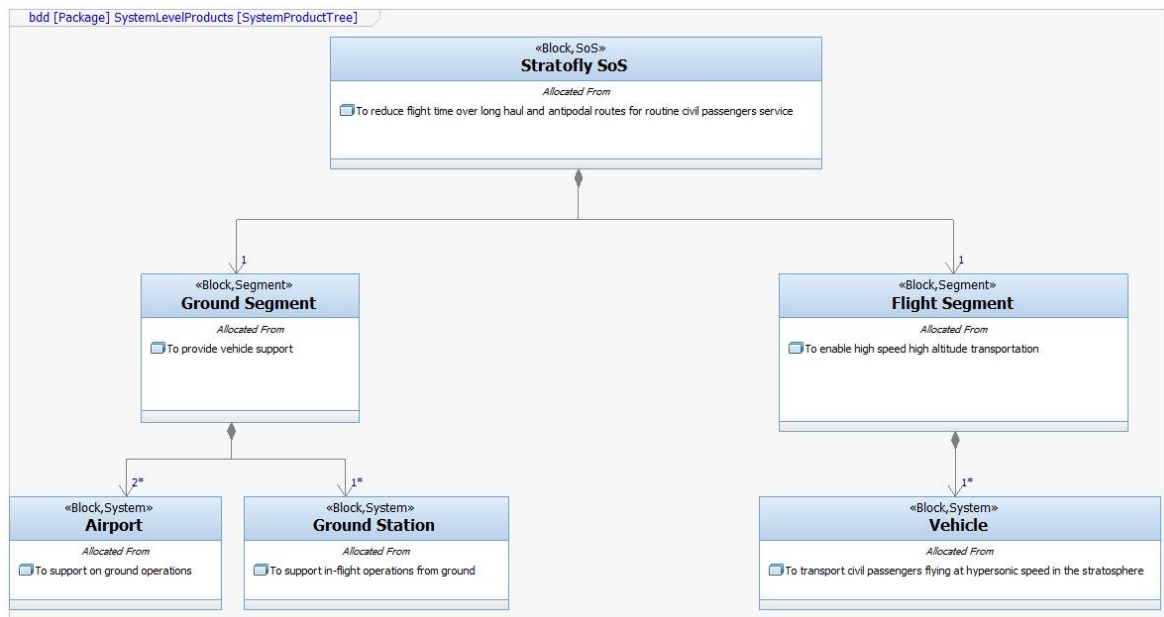 bdd [Package] SystemLevelProducts [SystemProductTree]
«Block,SoS»
Stratofly SoS
Allocated From
To reduce flight time over long haul and antipodal routes for routine civil passengers service
1
1
«Block,Segment»
Ground Segment
Allocated From
To provide vehicle support
«Block,Segment»
Flight Segment
Allocated From
To enable high speed high altitude transportation
2*
1*
1*
«Block,System»
Airport
Allocated From
To support on ground operations
«Block,System»
Ground Station
Allocated From
To support in-flight operations from ground
«Block,System»
Vehicle
Allocated From
To transport civil passengers flying at hypersonic speed in the stratosphere